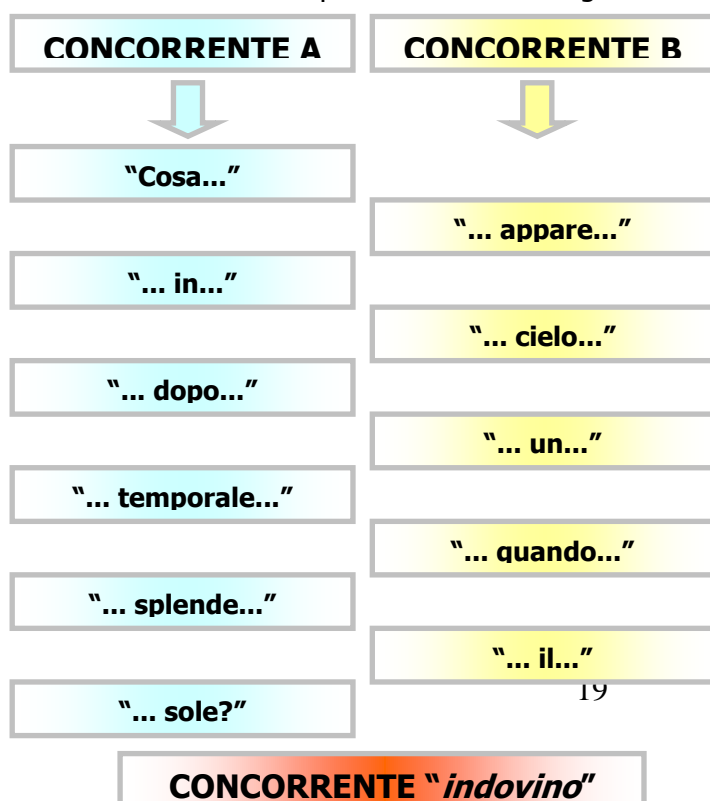 CONCORRENTE A
CONCORRENTE B
“Cosa...”
“... appare...”
“... in...”
“... cielo...”
“... dopo...”
“... un...”
“... temporale...”
“... quando...”
“... splende...”
“... il...”
19
“... sole?”
CONCORRENTE “indovino”